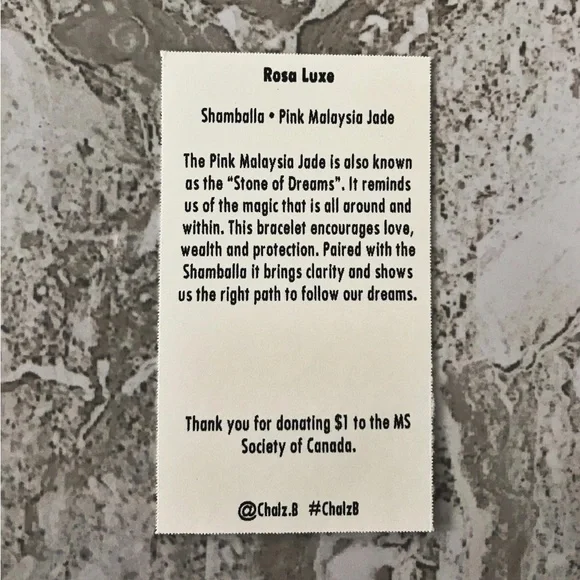 Rosa Luxe
Shamballa • Pink Malaysia Jade
The Pink Malaysia Jade is also known
as the “Stone of Dreams”. It reminds
us of the magic that is all around and
within. This bracelet encourages love,
wealth and protection. Paired with the
Shamballa it brings clarity and shows
us the right path to follow our dreams.
Thank you for donating $1 to the MS
Society of Canada.
@Chalz.B #ChalzB